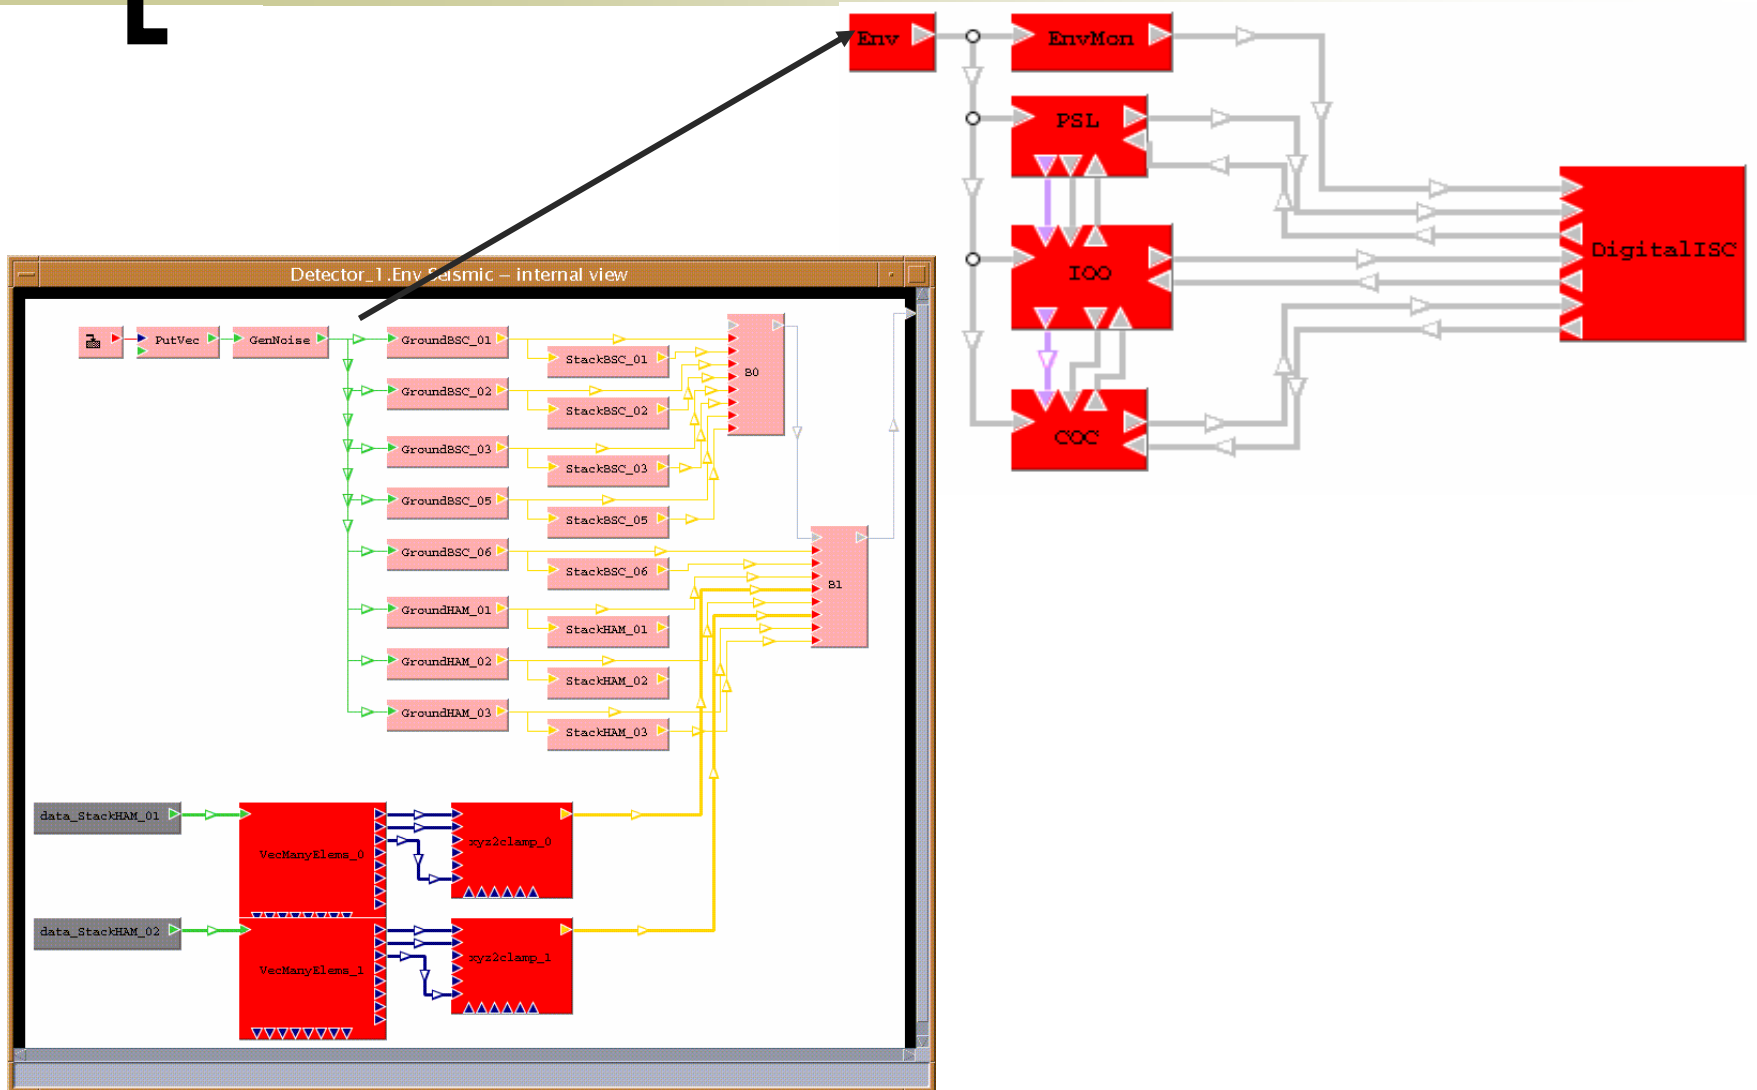 Env
EnvMon
PSL
IOO
DigitalISC
COC
Detector_1.Env.Seismic – internal view
PutVec
GenNoise
GroundBSC_01
StackBSC_01
B0
GroundBSC_02
StackBSC_02
GroundBSC_03
StackBSC_03
GroundBSC_05
StackBSC_05
GroundBSC_06
StackBSC_06
B1
GroundHAM_01
StackHAM_01
GroundHAM_02
StackHAM_02
GroundHAM_03
StackHAM_03
data_StackHAM_01
VecManyElems_0
xyz2clamp_0
data_StackHAM_02
VecManyElems_1
xyz2clamp_1